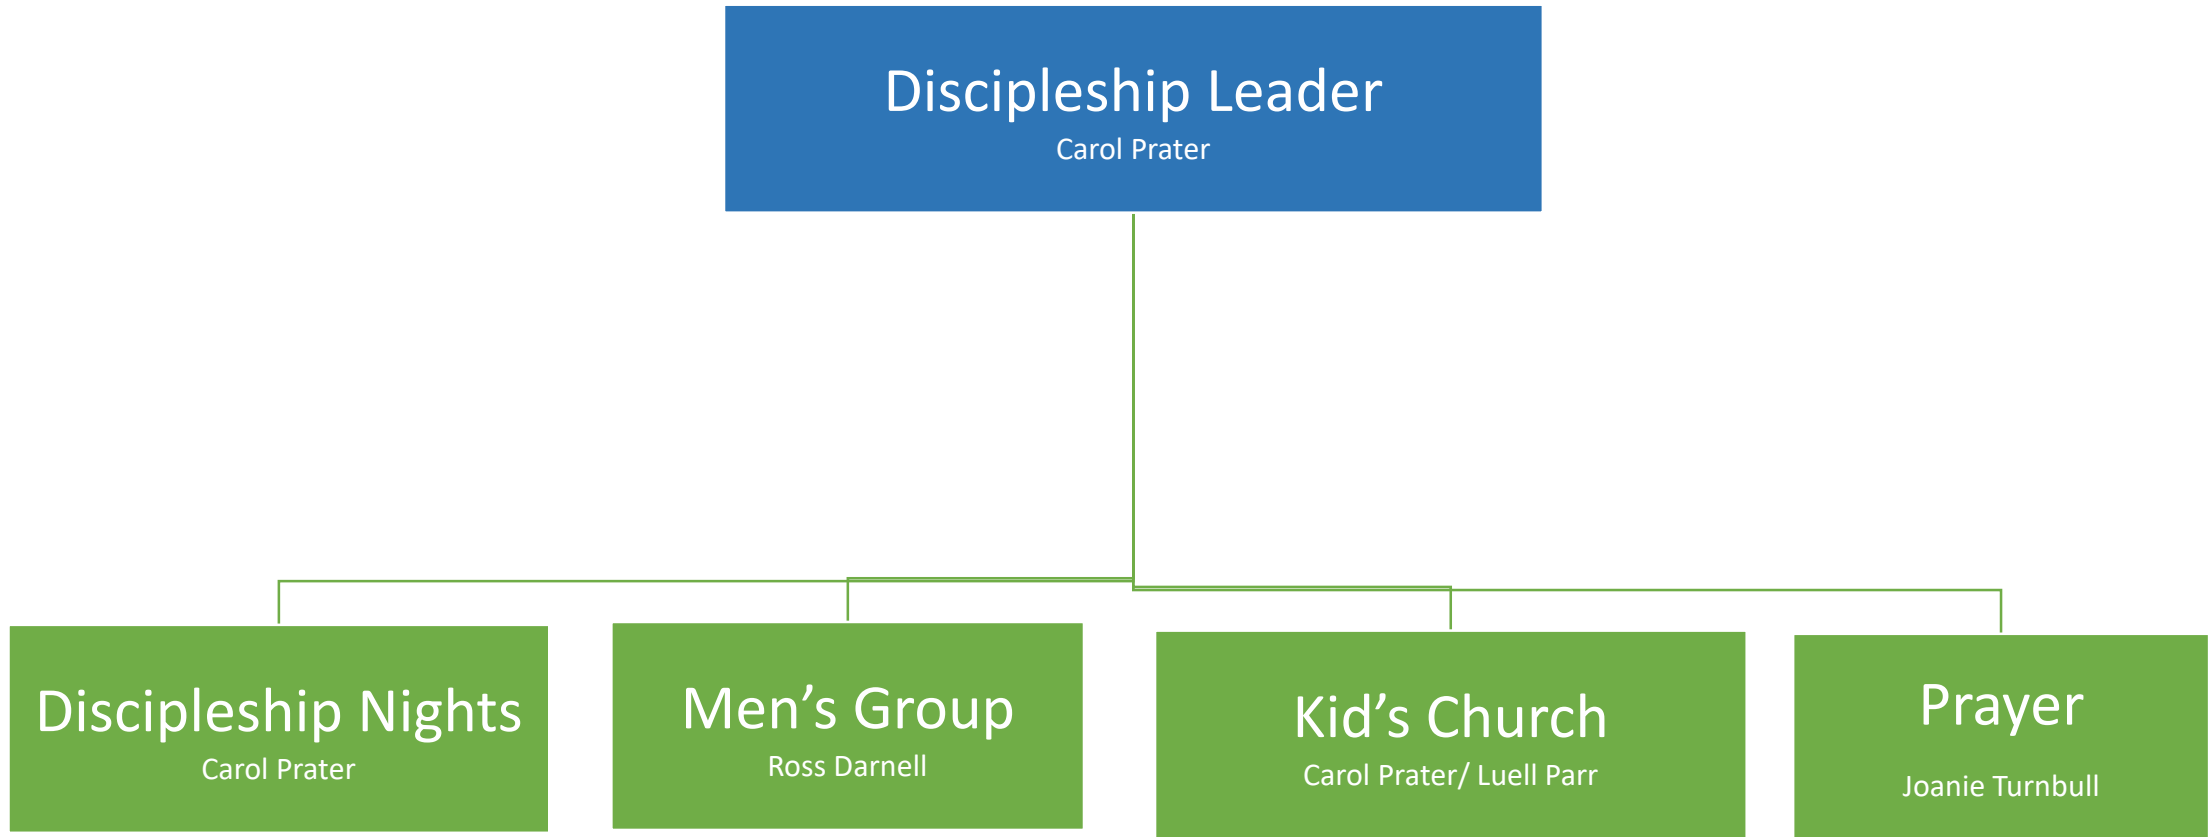 Discipleship Leader
Carol Prater
Discipleship Nights
Carol Prater
Men’s Group
Ross Darnell
Kid’s Church
Carol Prater/ Luell Parr
Prayer
Joanie Turnbull